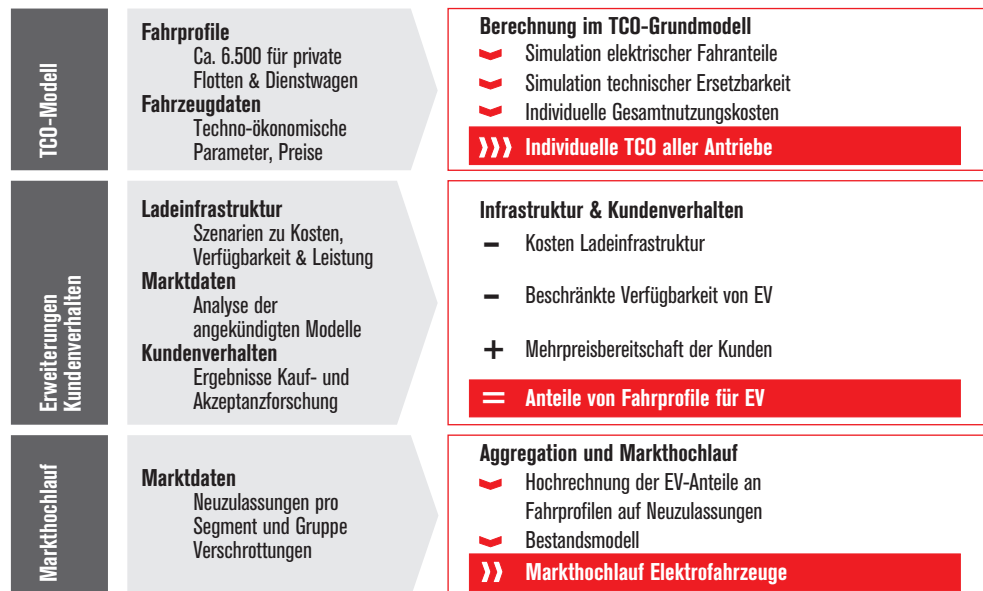 TCO-Modell
Fahrprofile
Ca. 6.500 für private
Flotten & Dienstwagen
Fahrzeugdaten
Techno-ökonomische
Parameter, Preise
Berechnung im TCO-Grundmodell
Simulation elektrischer Fahranteile
Simulation technischer Ersetzbarkeit
Individuelle Gesamtnutzungskosten
Individuelle TCO aller Antriebe
Erweiterungen
Kundenverhalten
Ladeinfrastruktur
Szenarien zu Kosten,
Verfügbarkeit & Leistung
Marktdaten
Analyse der
angekündigten Modelle
Kundenverhalten
Ergebnisse Kauf- und
Akzeptanzforschung
Infrastruktur & Kundenverhalten
– Kosten Ladeinfrastruktur
– Beschränkte Verfügbarkeit von EV
+ Mehrpreisbereitschaft der Kunden
= Anteile von Fahrprofile für EV
Markthochlauf
Marktdaten
Neuzulassungen pro
Segment und Gruppe
Verschrottungen
Aggregation und Markthochlauf
Hochrechnung der EV-Anteile an
Fahrprofilen auf Neuzulassungen
Bestandsmodell
Markthochlauf Elektrofahrzeuge